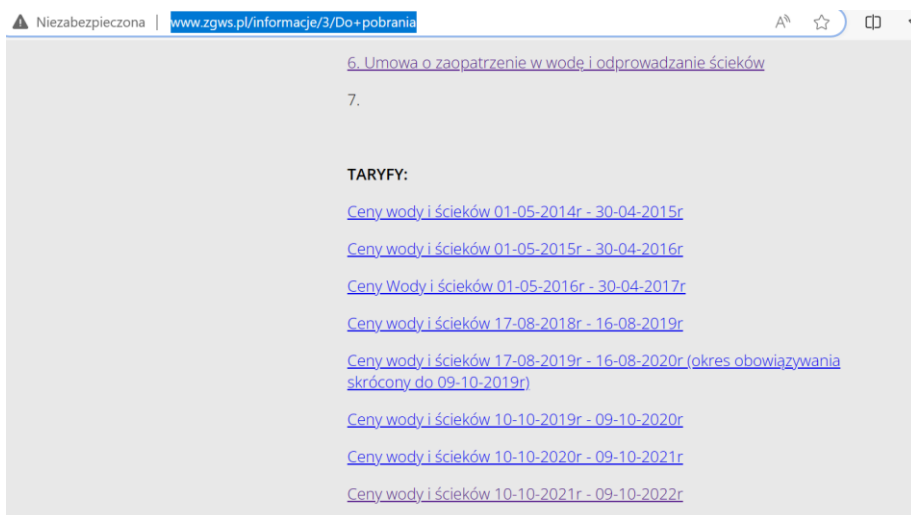 Niezabezpieczona | www.zgws.pl/informacje/3/Do+pobrania
6. Umowa o zaopatrzenie w wodę i odprowadzanie ścieków
7.
TARYFY:
Ceny wody i ścieków 01-05-2014r - 30-04-2015r
Ceny wody i ścieków 01-05-2015r - 30-04-2016r
Ceny Wody i ścieków 01-05-2016r - 30-04-2017r
Ceny wody i ścieków 17-08-2018r - 16-08-2019r
Ceny wody i ścieków 17-08-2019r - 16-08-2020r (okres obowiązywania
skrócony do 09-10-2019r)
Ceny wody i ścieków 10-10-2019r - 09-10-2020r
Ceny wody i ścieków 10-10-2020r - 09-10-2021r
Ceny wody i ścieków 10-10-2021r - 09-10-2022r